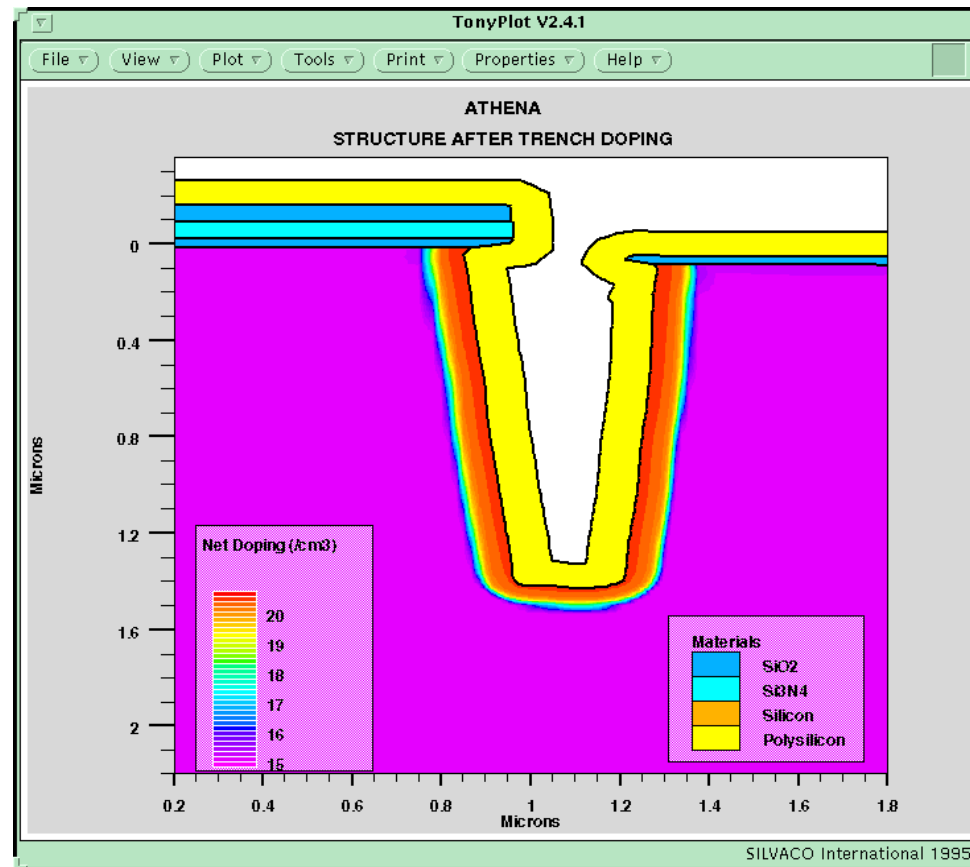 TonyPlot V2.4.1
File View Plot Tools Print Properties Help
ATHENA
STRUCTURE AFTER TRENCH DOPING
Microns
0
0.4
0.8
1.2
1.6
2
Net Doping (/cm3)
20
19
18
17
16
15
Materials
SiO2
Si3N4
Silicon
Polysilicon
0.2 0.4 0.6 0.8 1 1.2 1.4 1.6 1.8
Microns
SILVACO International 1995